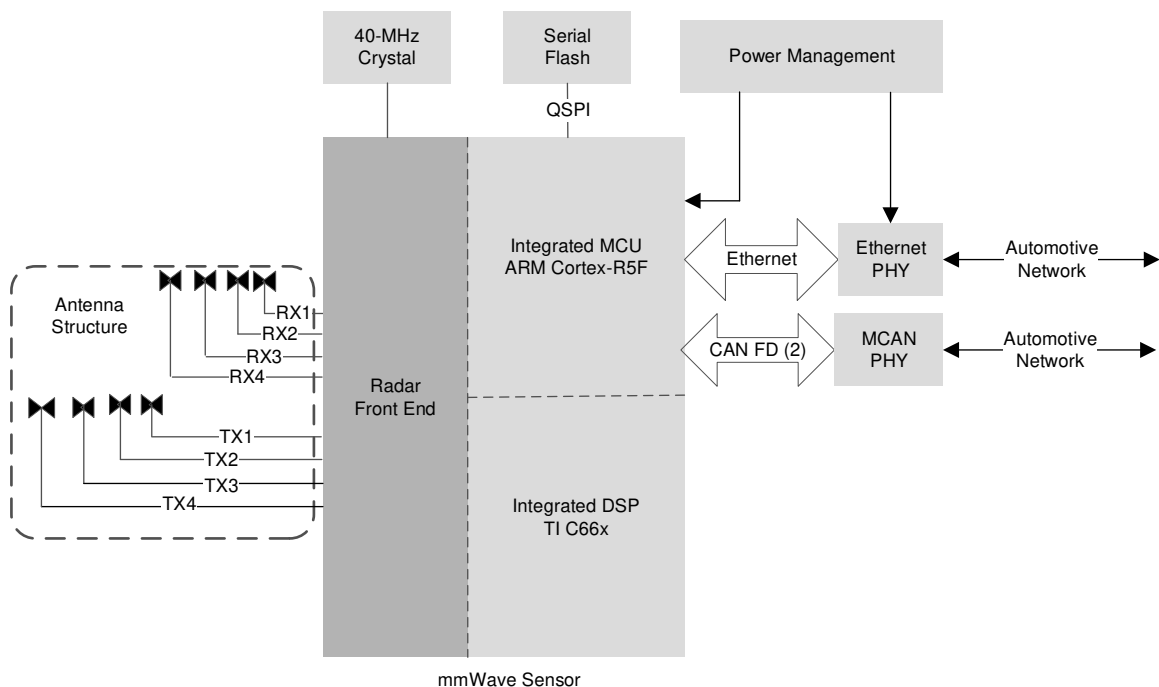 40-MHz
Crystal
Serial
Flash
Power Management
QSPI
Integrated MCU
ARM Cortex-R5F
Ethernet
Ethernet
PHY
Automotive
Network
Antenna
Structure
RX1
RX2
RX3
RX4
CAN FD (2)
MCAN
PHY
Automotive
Network
Radar
Front End
TX1
TX2
TX3
TX4
Integrated DSP
TI C66x
mmWave Sensor